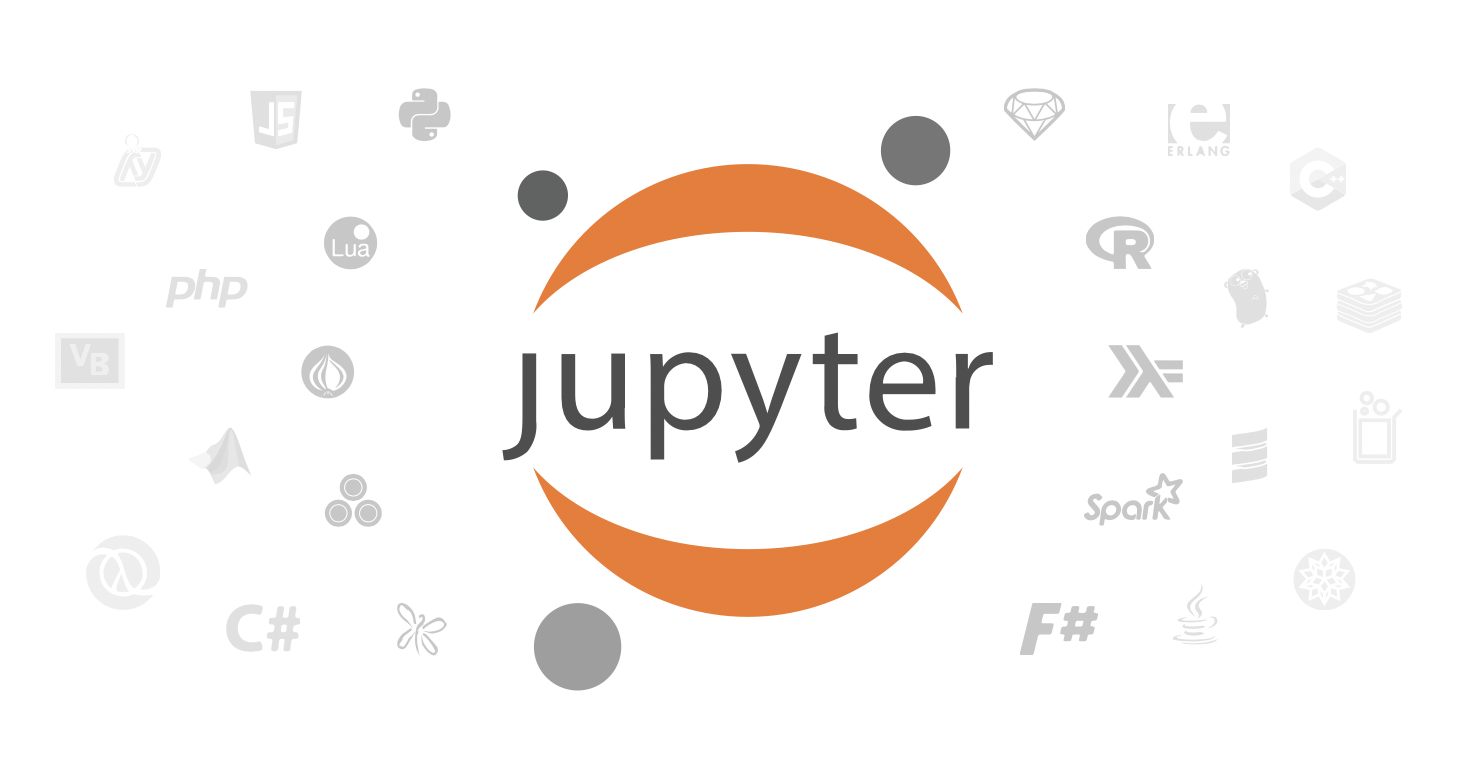 JS
ERLANG
C++
Lua
R
php
VB
jupyter
Spark
C#
F#